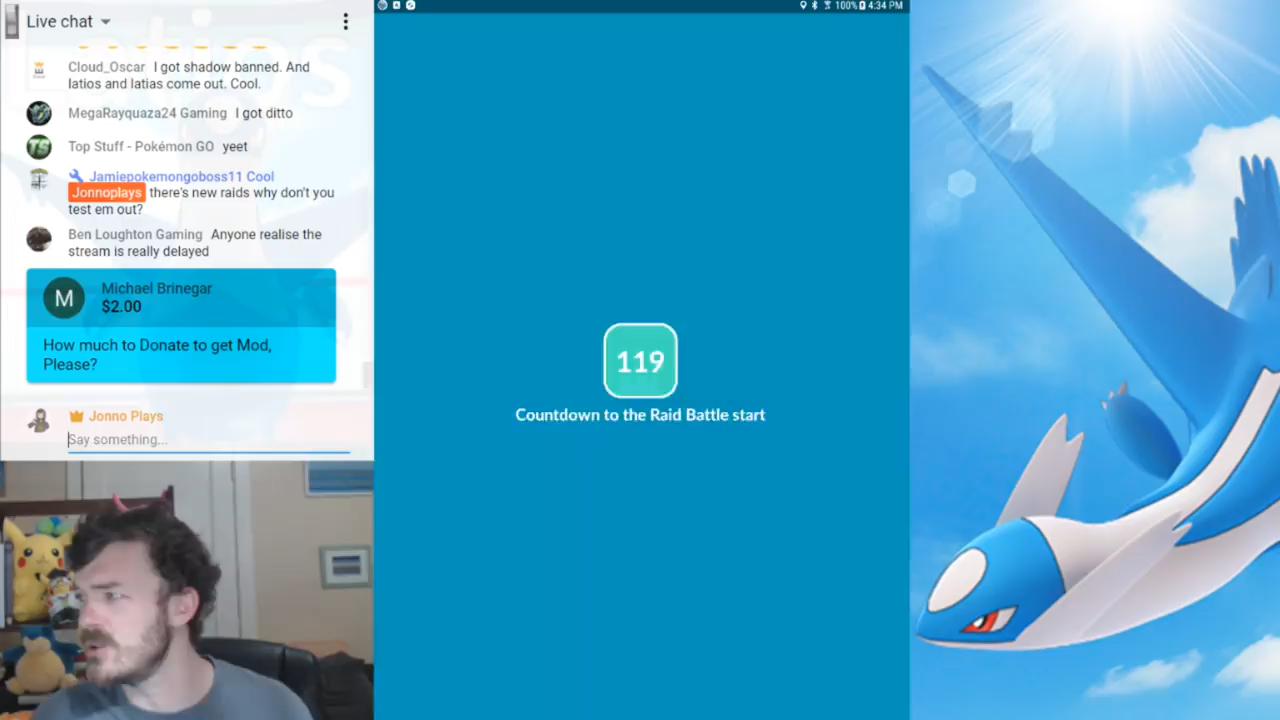 Live chat
Cloud_Oscar I got shadow banned. And
latios and latias come out. Cool.
MegaRayquaza24 Gaming I got ditto
TS Top Stuff - Pokémon GO yeet
Jamiepokemongoboss11 Cool
Jonnoplays there's new raids why don't you
test em out?
Ben Loughton Gaming Anyone realise the
stream is really delayed
M
Michael Brinegar
$2.00
How much to Donate to get Mod,
Please?
Jonno Plays
Say something...
100% 4:34 PM
119
Countdown to the Raid Battle start